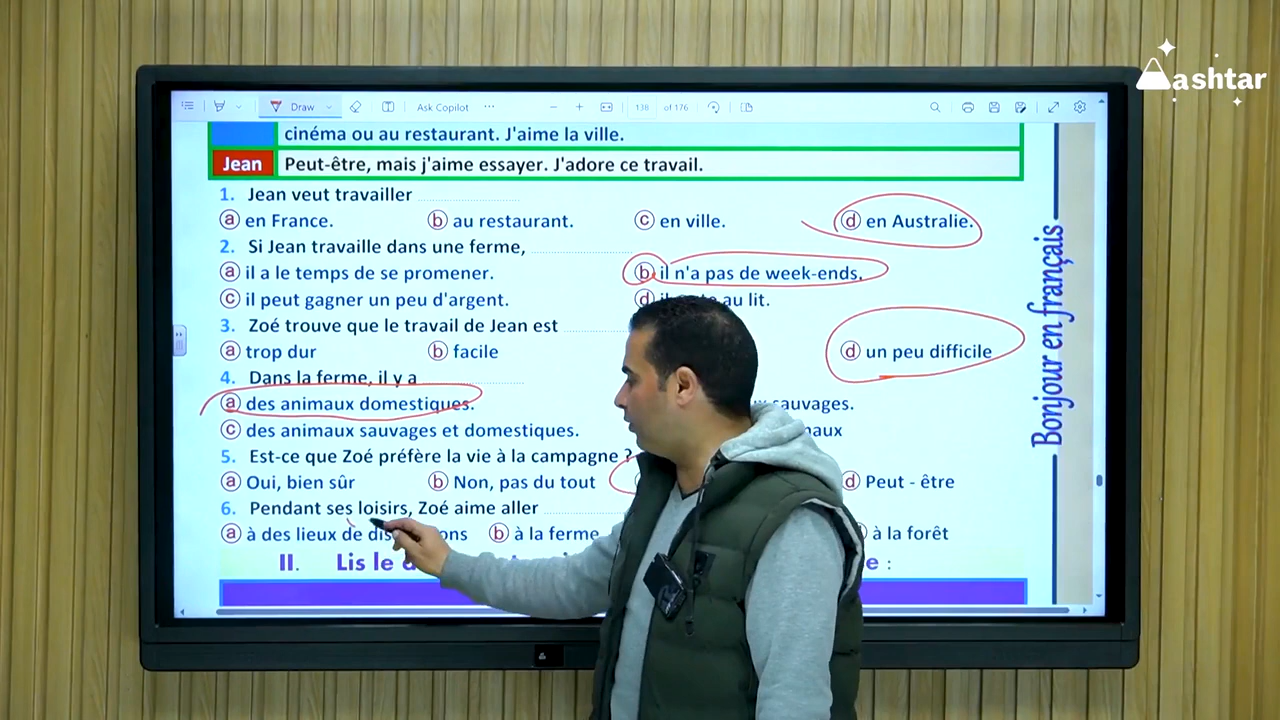 ashtar
Draw
Ask Copilot
138
of 176
cinéma ou au restaurant. J'aime la ville.
Jean Peut-être, mais j'aime essayer. J'adore ce travail.
1. Jean veut travailler
a en France. b au restaurant. c en ville. d en Australie.
2. Si Jean travaille dans une ferme,
a il a le temps de se promener. b il n'a pas de week-ends.
c il peut gagner un peu d'argent. d au lit.
3. Zoé trouve que le travail de Jean est
a trop dur b facile d un peu difficile
4. Dans la ferme, il y a
a des animaux domestiques. sauvages.
c des animaux sauvages et domestiques.
5. Est-ce que Zoé préfère la vie à la campagne ?
a Oui, bien sûr b Non, pas du tout d Peut - être
6. Pendant ses loisirs, Zoé aime aller
a à des lieux de b à la ferme à la forêt
II. Lis le :
Bonjour en français